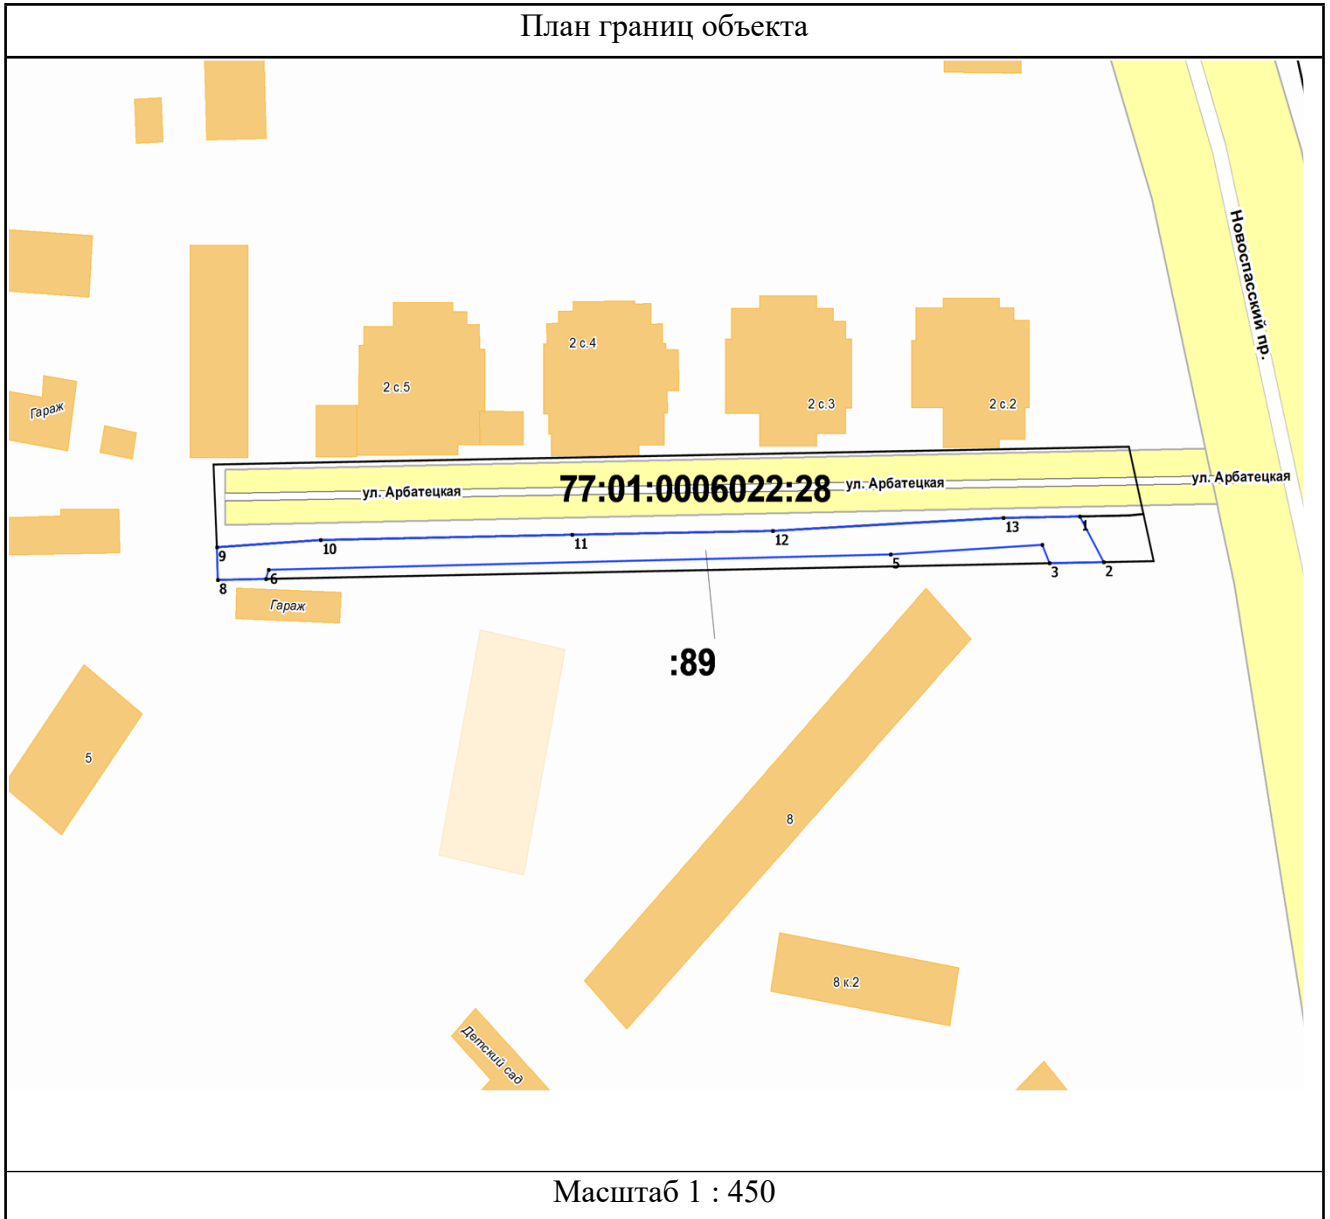 План границ объекта
Новоспасский пр.
2 с.4
2 с.5
2 с.3
2 с.2
Гараж
ул. Арбатецкая
77:01:0006022:28
ул. Арбатецкая
ул. Арбатецкая
13
1
12
11
10
9
5
3
2
6
8
Гараж
:89
5
8
8 к.2
Детский сад
Масштаб 1 : 450